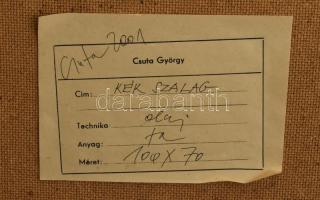 Csuta 2001
Csuta György
Cím: KÉK SZALAG
darabanth
Technika olaj
Anyag: fa
Méret: 100 X 70